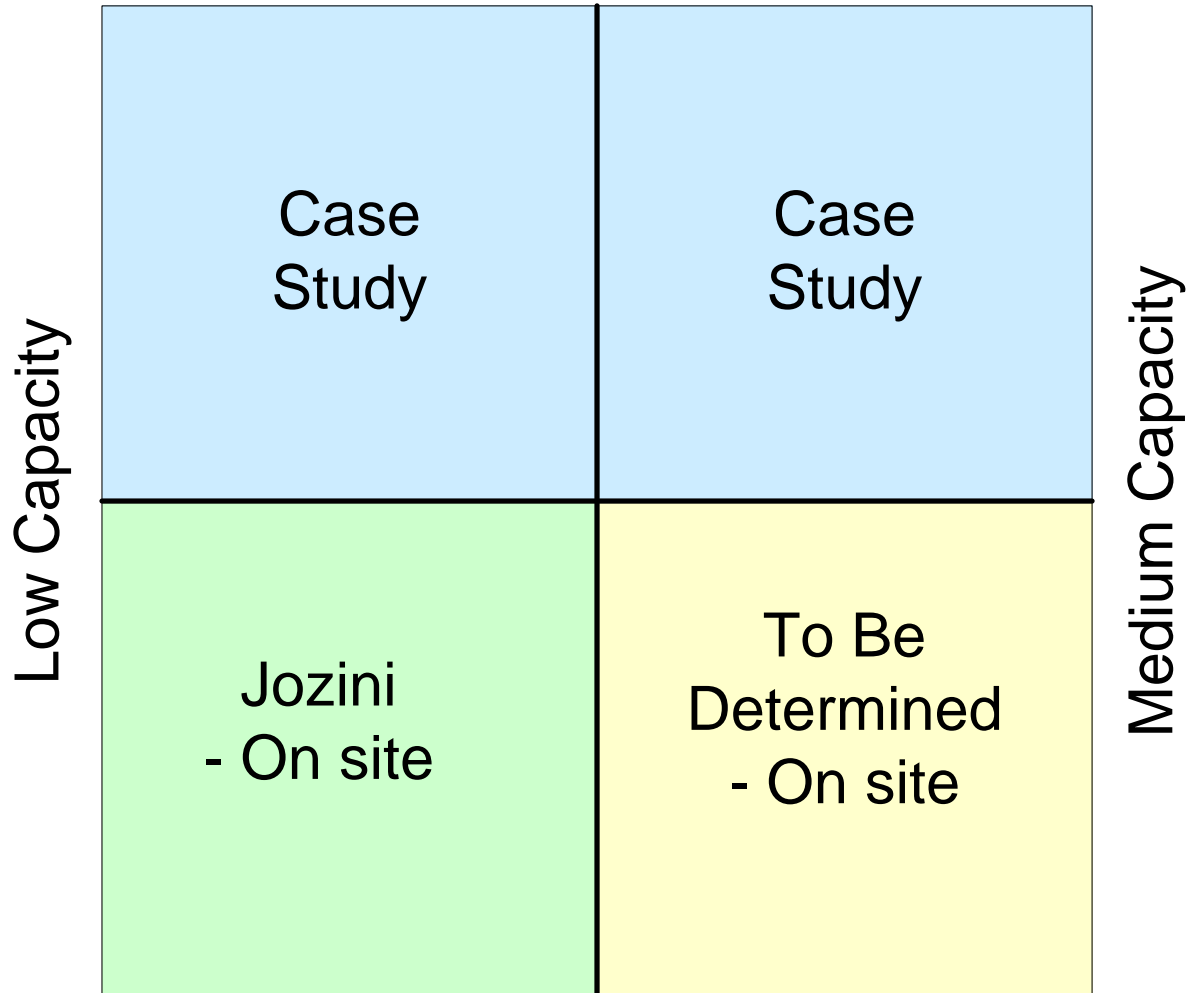 Low Capacity
Case
Study
Case
Study
Medium Capacity
Jozini
- On site
To Be
Determined
- On site